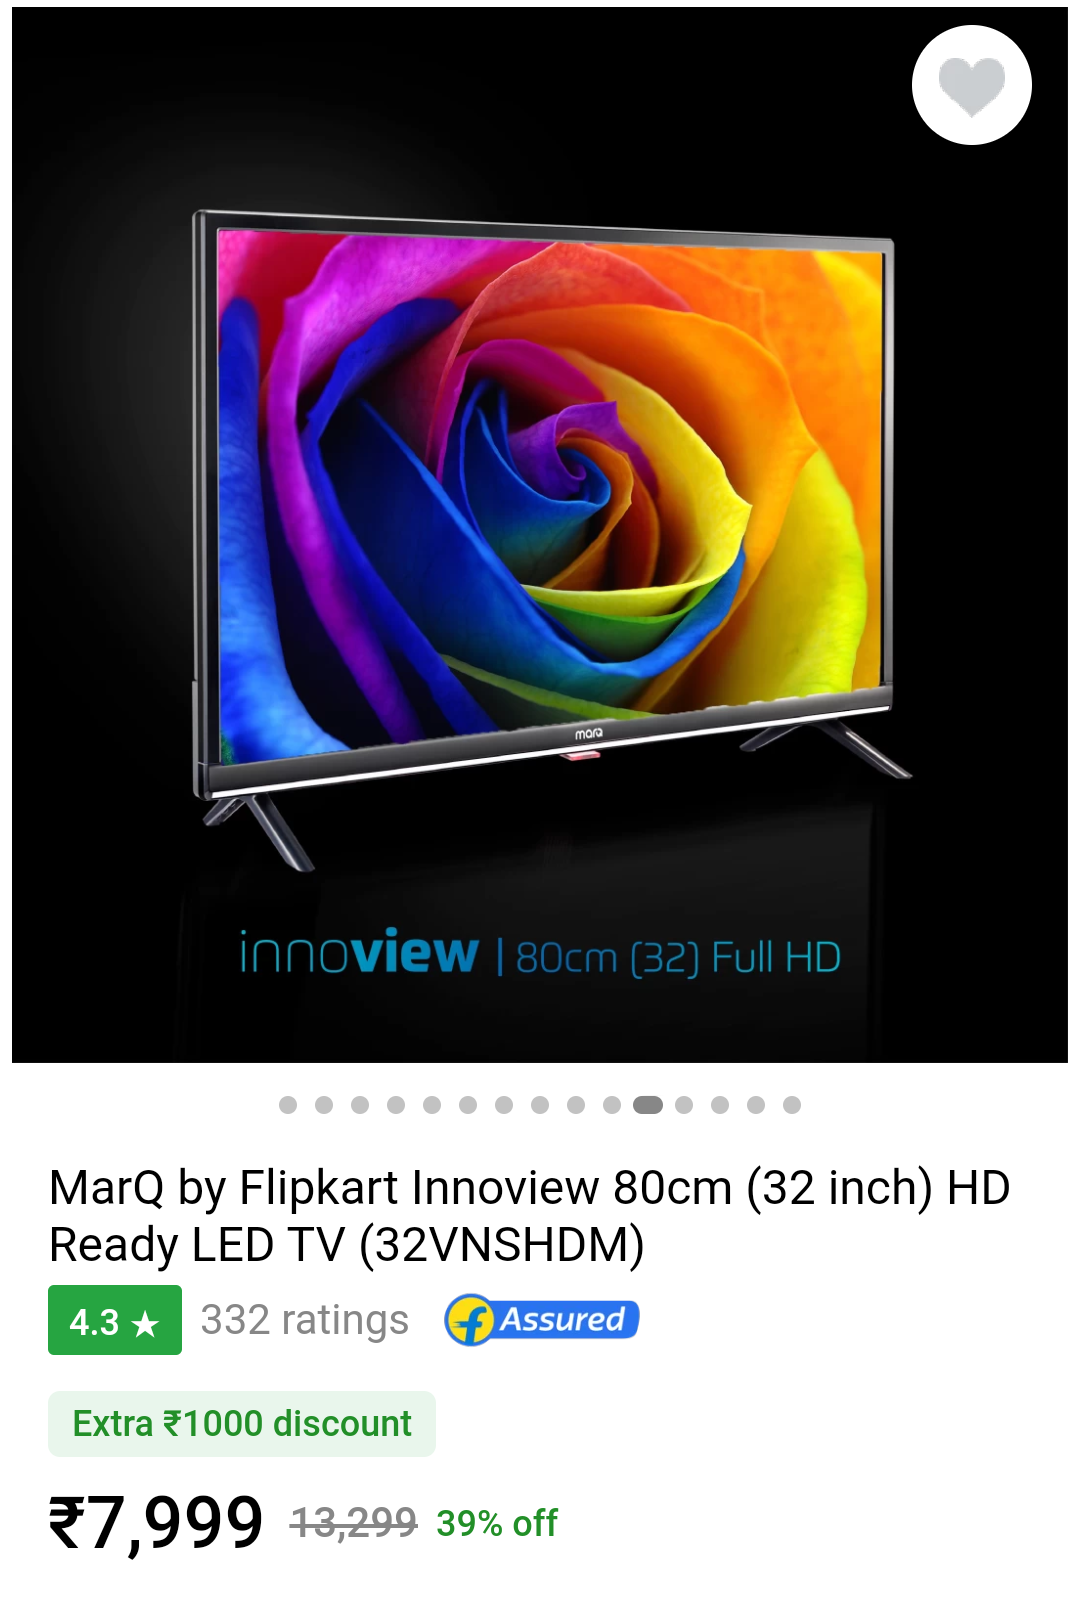 marq
innoview | 80cm (32) Full HD
MarQ by Flipkart Innoview 80cm (32 inch) HD
Ready LED TV (32VNSHDM)
4.3 ★ 332 ratings f Assured
Extra ₹1000 discount
₹7,999 13,299 39% off